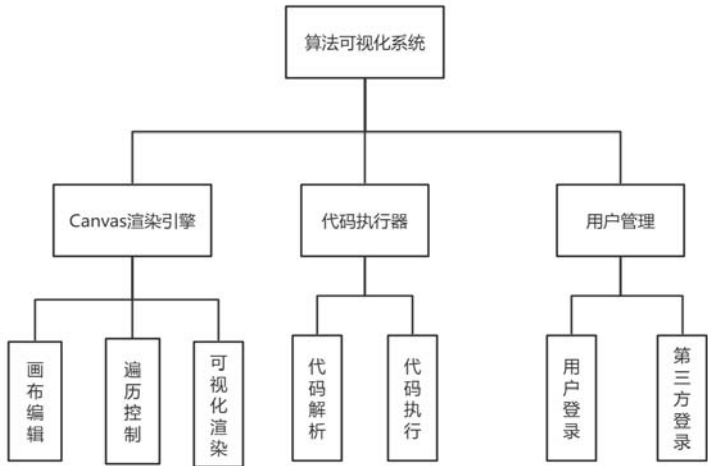 算法可视化系统
Canvas渲染引擎
代码执行器
用户管理
画布编辑
遍历控制
可视化渲染
代码解析
代码执行
用户登录
第三方登录